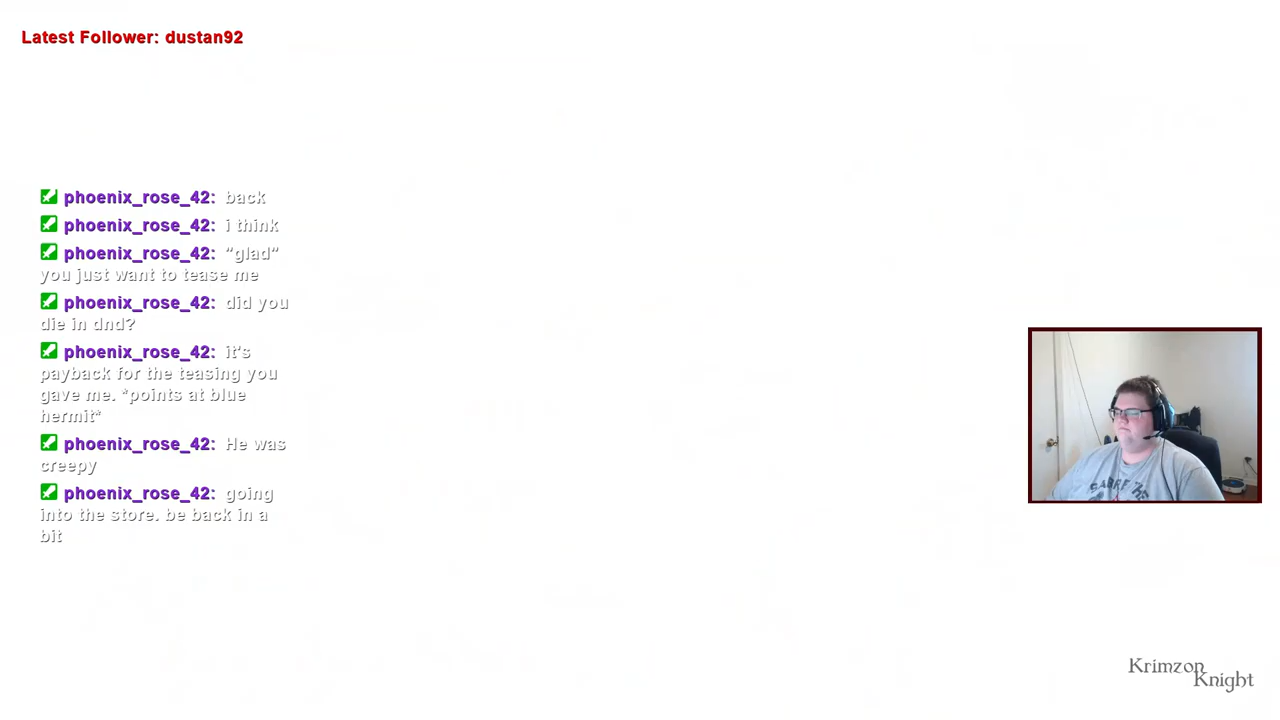 Latest Follower: dustan92
phoenix_rose_42: back
phoenix_rose_42: i think
phoenix_rose_42: "glad"
you just want to tease me
phoenix_rose_42: did you
die in dnd?
phoenix_rose_42: it's
payback for the teasing you
gave me. *points at blue
hermit*
phoenix_rose_42: He was
creepy
phoenix_rose_42: going
into the store. be back in a
bit
Krimzon
Knight